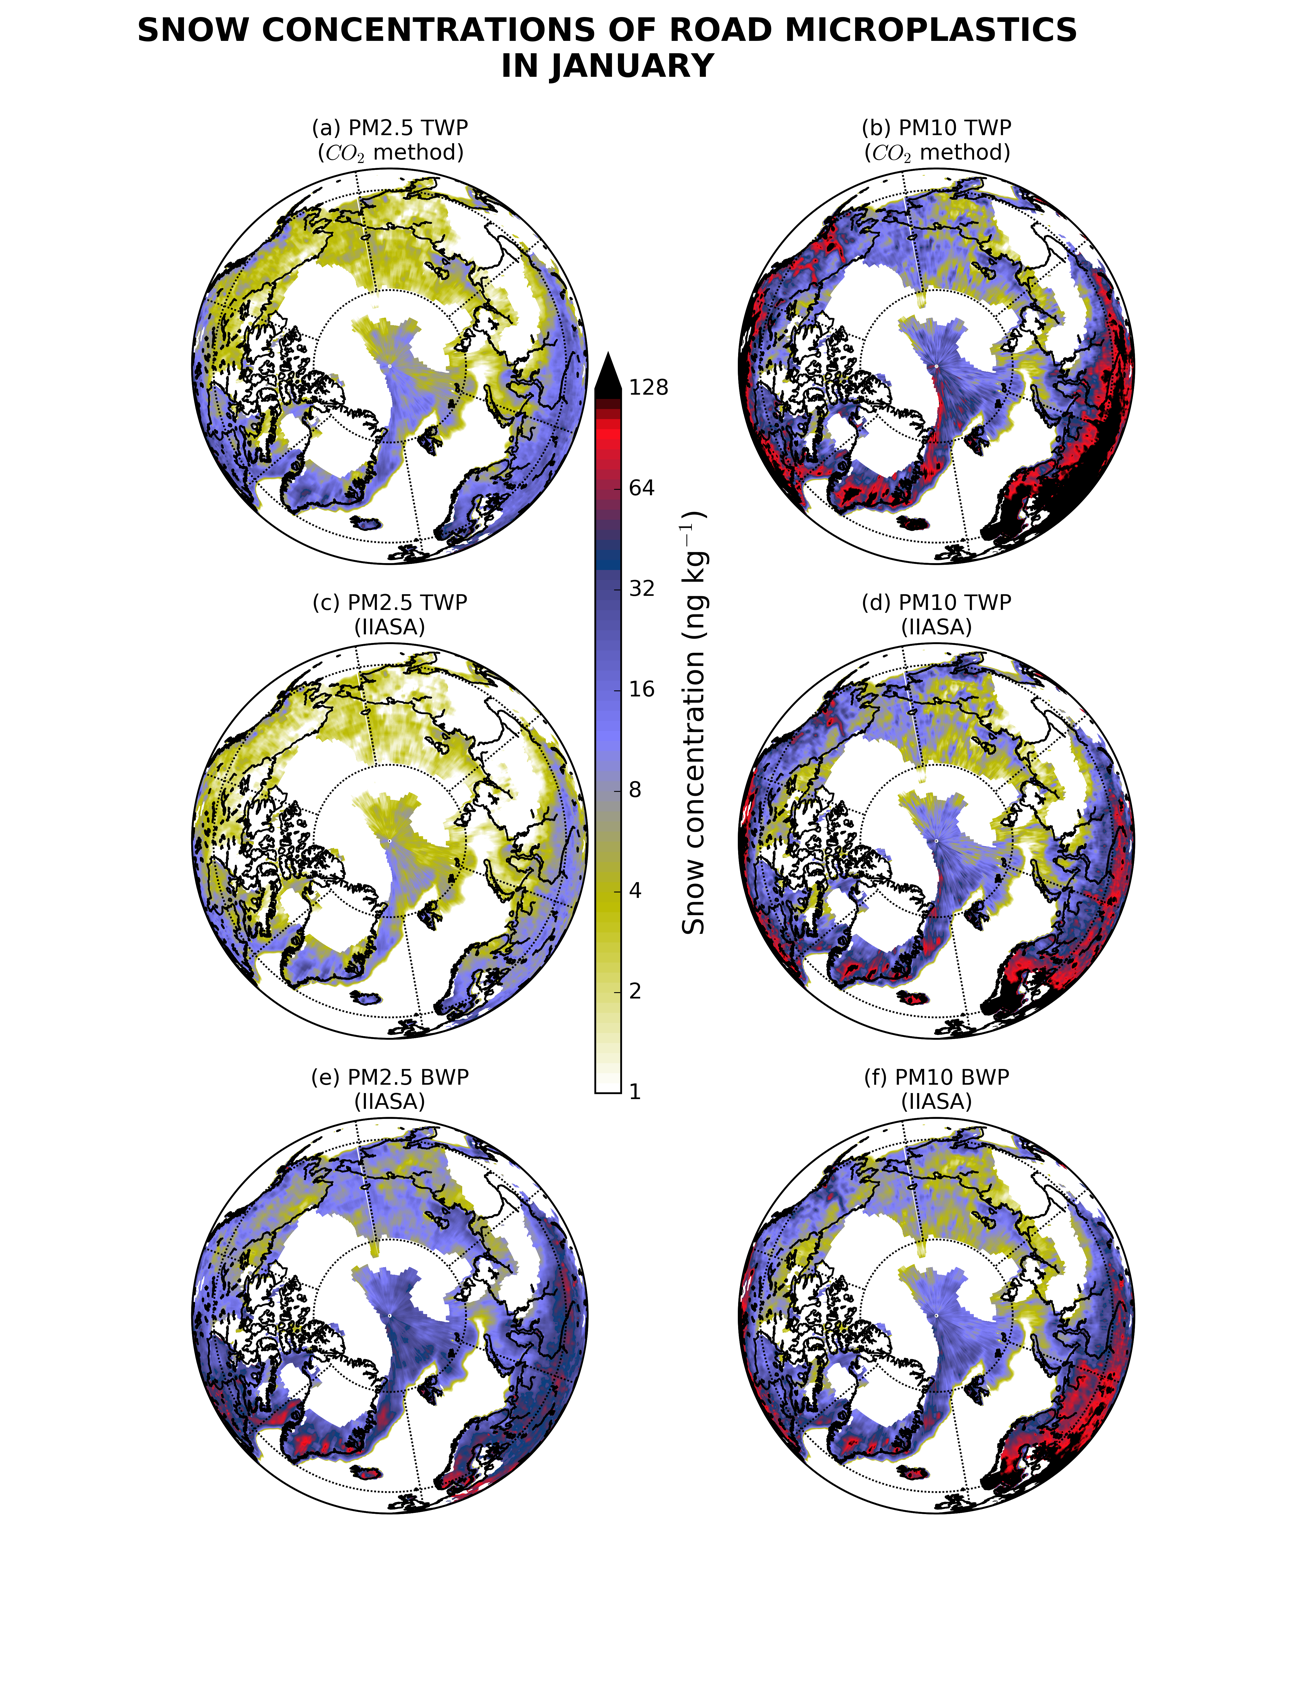 SNOW CONCENTRATIONS OF ROAD MICROPLASTICS
IN JANUARY
(a) PM2.5 TWP
(CO₂ method)
(b) PM10 TWP
(CO₂ method)
128
64
32
16
8
4
2
1
Snow concentration (ng kg⁻¹)
(c) PM2.5 TWP
(IIASA)
(d) PM10 TWP
(IIASA)
(e) PM2.5 BWP
(IIASA)
(f) PM10 BWP
(IIASA)